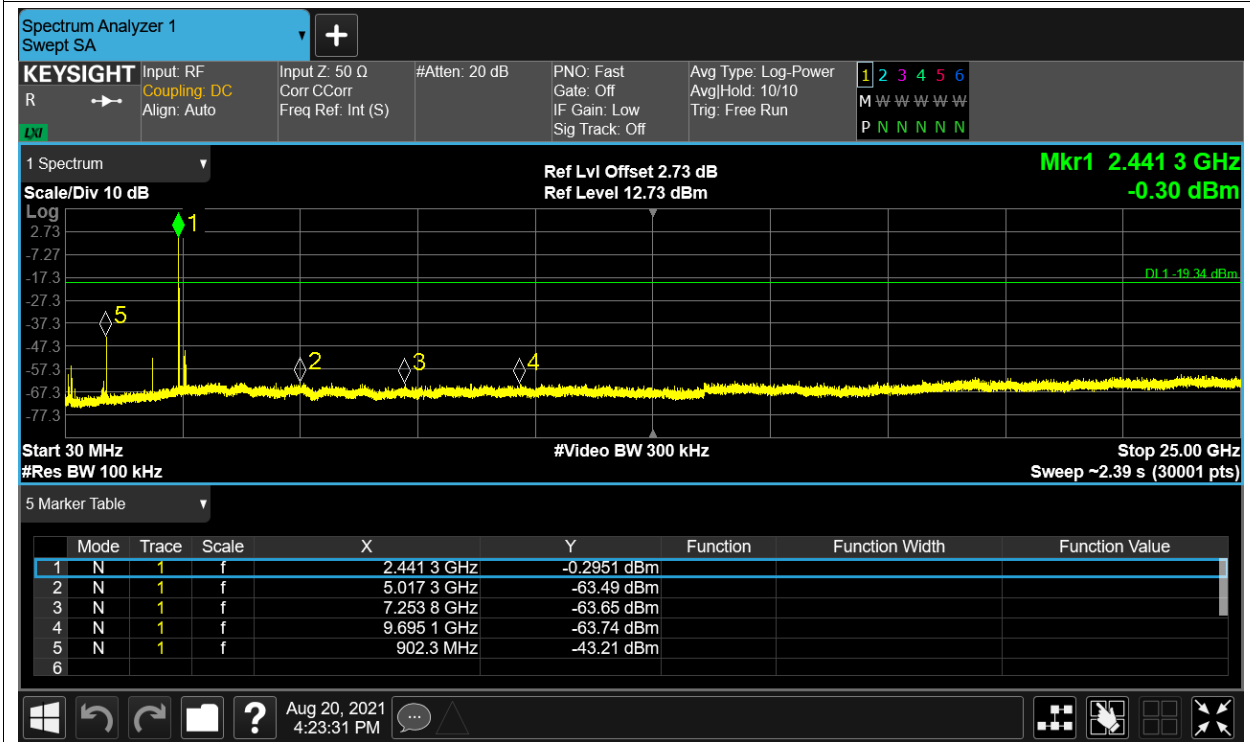 Spectrum Analyzer 1
Swept SA
+
KEYSIGHT Input: RF Input Z: 50 Ω #Atten: 20 dB PNO: Fast Avg Type: Log-Power 1 2 3 4 5 6
R Coupling: DC Corr CCorr Gate: Off Avg|Hold: 10/10 M W W W W W
Align: Auto Freq Ref: Int (S) IF Gain: Low Trig: Free Run
LXI Sig Track: Off P N N N N N
1 Spectrum
Ref Lvl Offset 2.73 dB
Mkr1 2.441 3 GHz
Scale/Div 10 dB Ref Level 12.73 dBm -0.30 dBm
Log
1
2.73
-7.27
-17.3 DL1 -19.34 dBm
-27.3
5
-37.3
-47.3
2 3 4
-57.3
-67.3
-77.3
Start 30 MHz #Video BW 300 kHz Stop 25.00 GHz
#Res BW 100 kHz Sweep ~2.39 s (30001 pts)
5 Marker Table
Mode Trace Scale X Y Function Function Width Function Value
1 N 1 f 2.441 3 GHz -0.2951 dBm
2 N 1 f 5.017 3 GHz -63.49 dBm
3 N 1 f 7.253 8 GHz -63.65 dBm
4 N 1 f 9.695 1 GHz -63.74 dBm
5 N 1 f 902.3 MHz -43.21 dBm
6
? Aug 20, 2021
4:23:31 PM